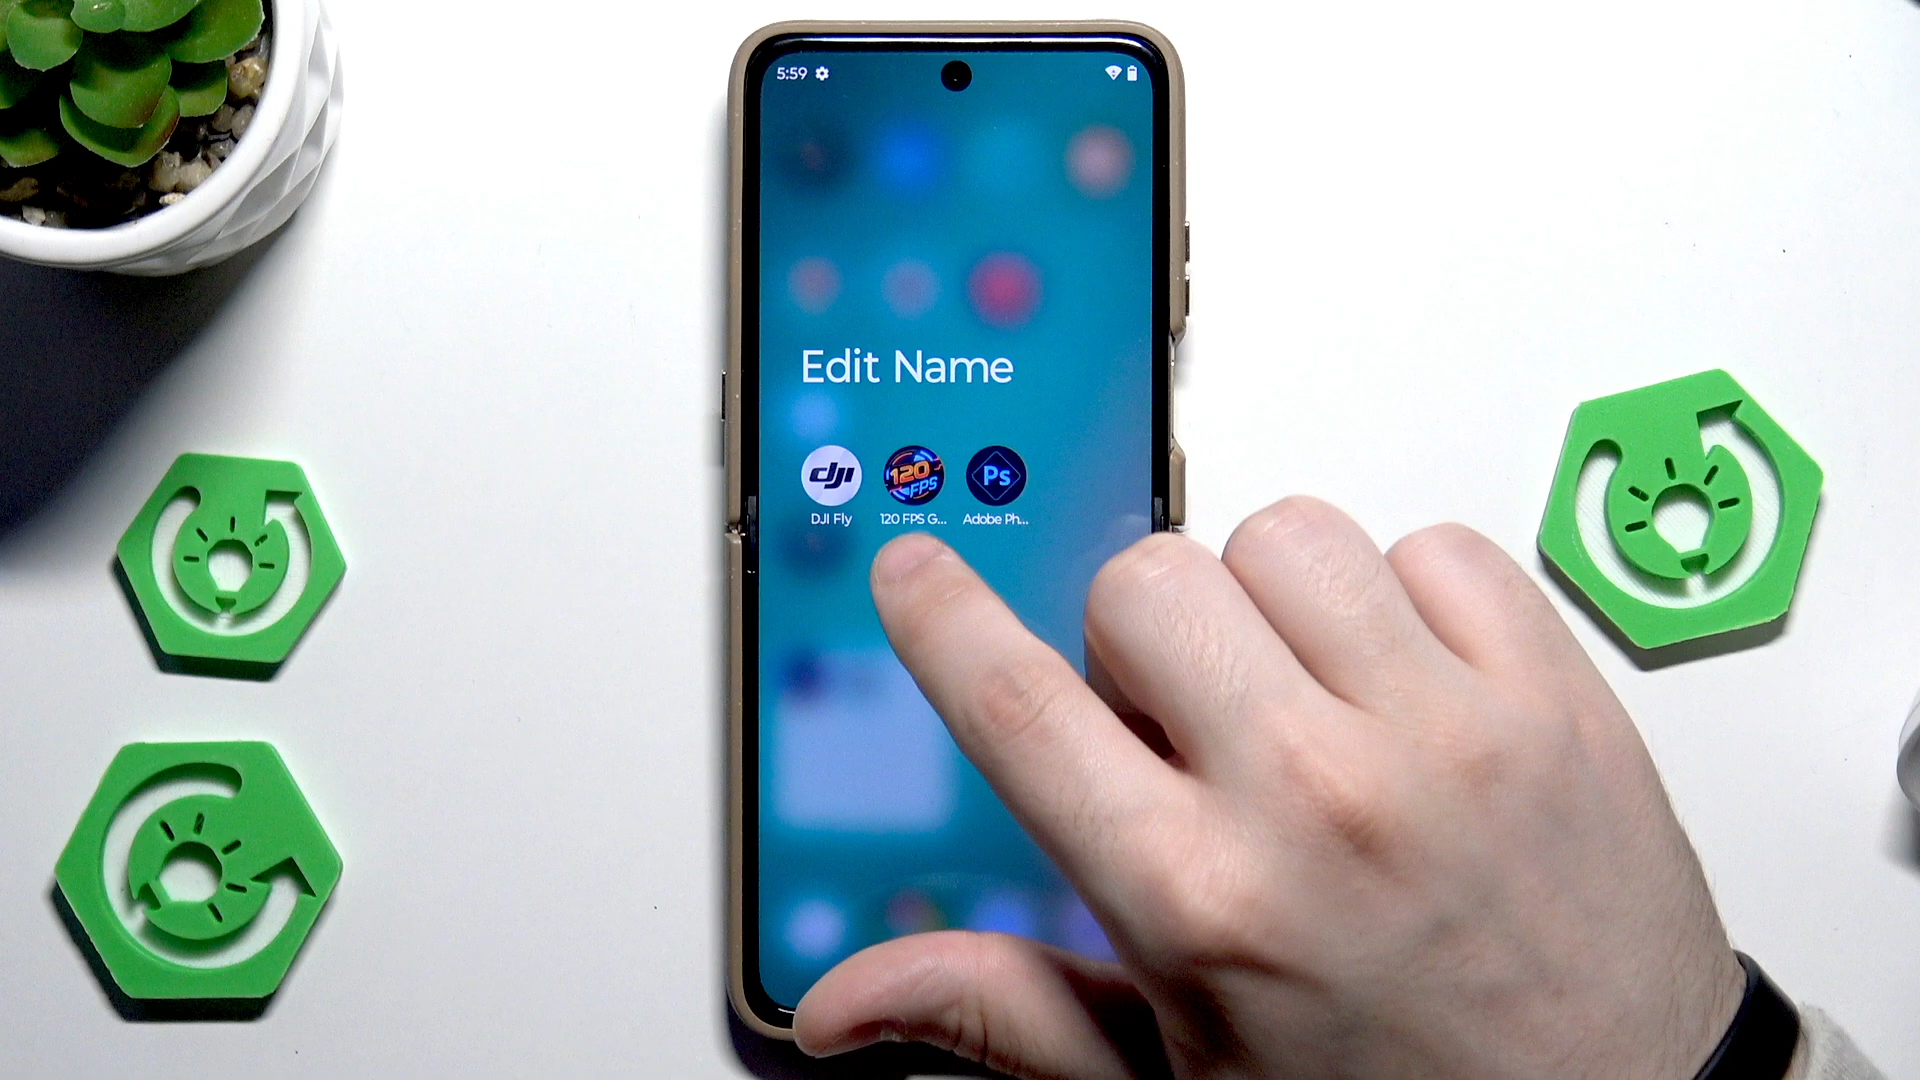 5:59
Edit Name
dji
120
FPS
Ps
DJI Fly
120 FPS G...
Adobe Ph...